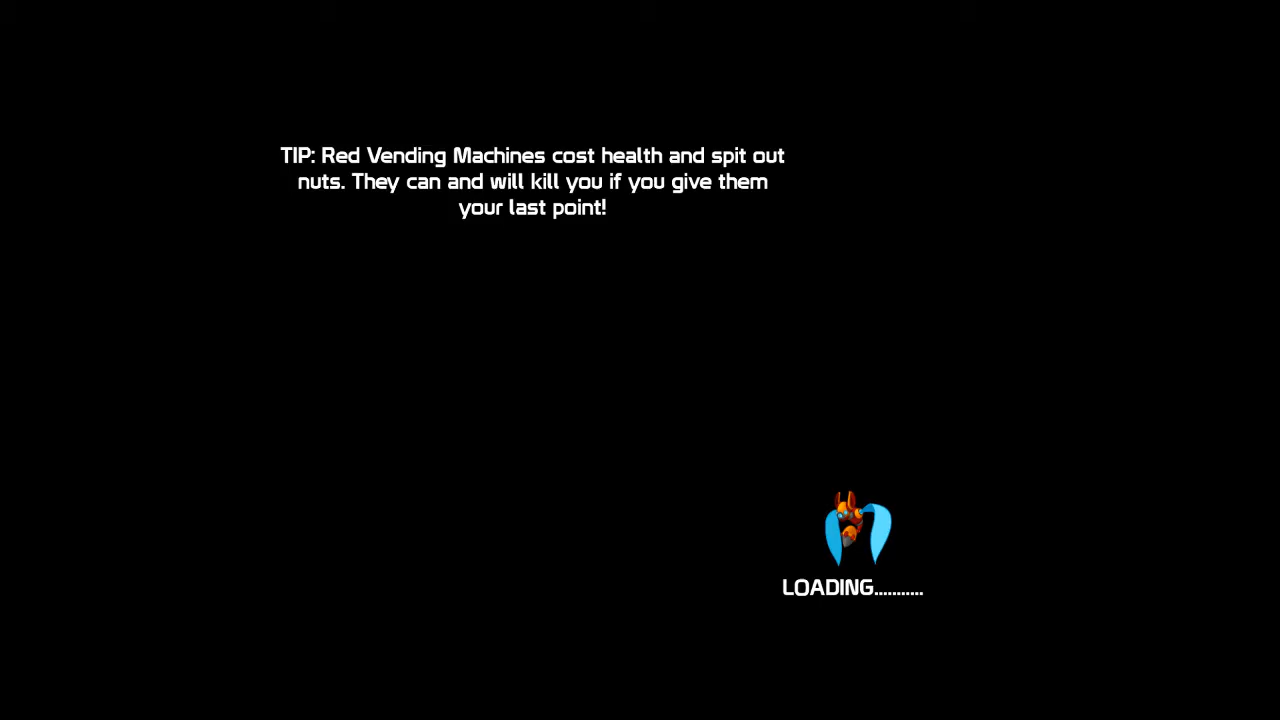 TIP: Red Vending Machines cost health and spit out
nuts. They can and will kill you if you give them
your last point!
LOADING...........